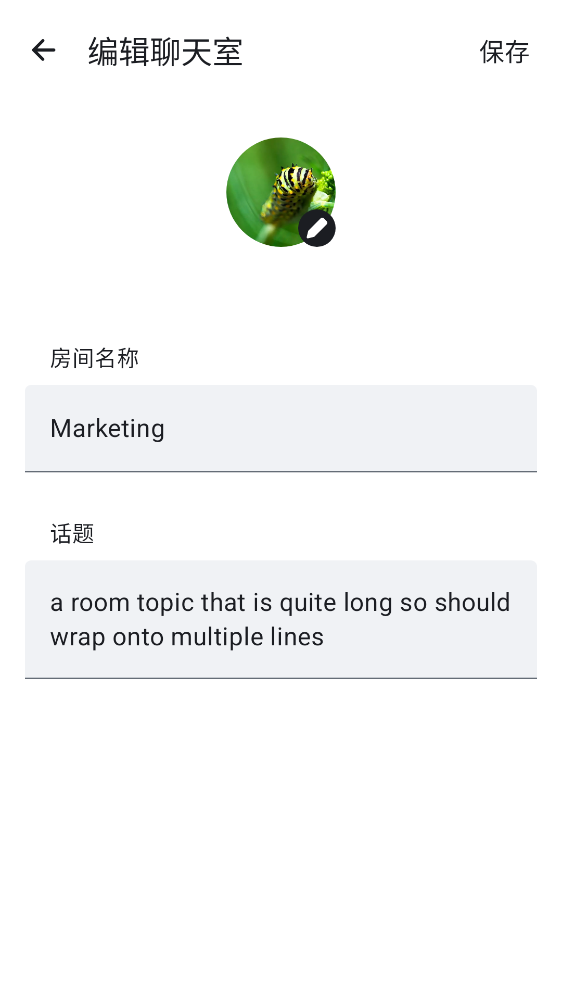 编辑聊天室
保存
房间名称
Marketing
话题
a room topic that is quite long so should
wrap onto multiple lines